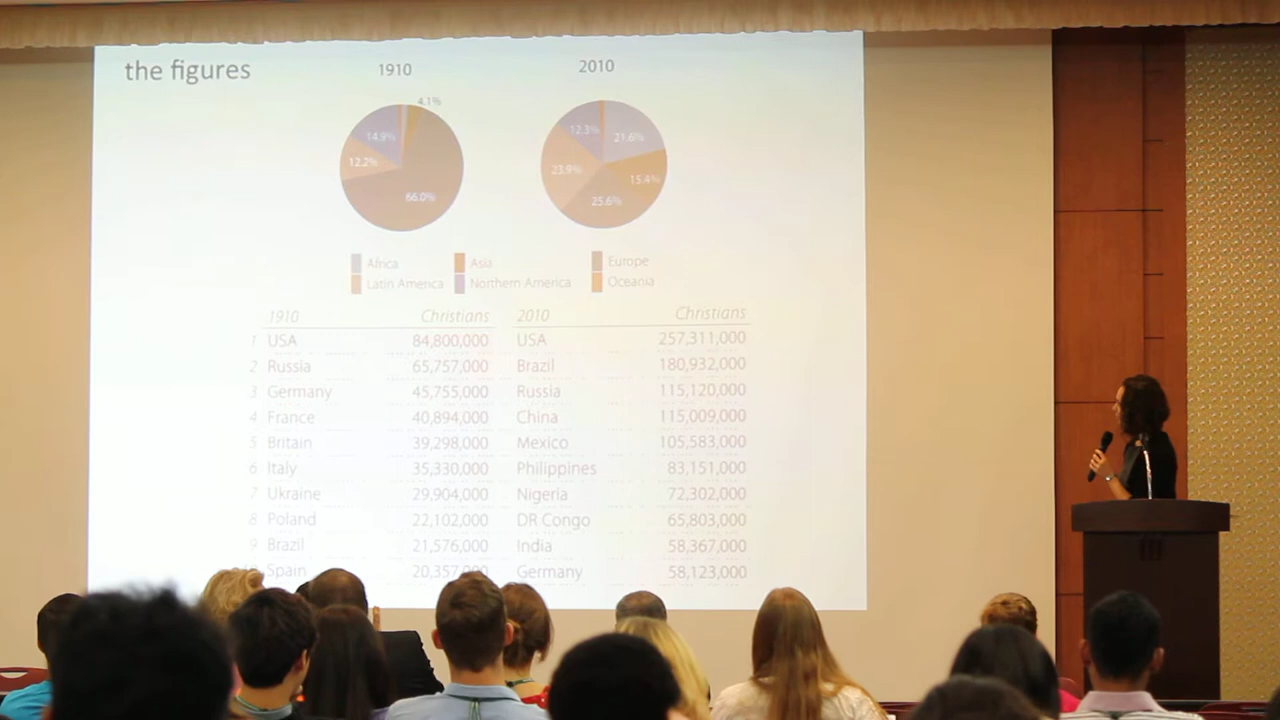 the figures
1910 2010
4.1%
14.9% 12.2% 66.0%
12.3% 21.6% 23.9% 15.4% 25.6%
Africa Asia Europe
Latin America Northern America Oceania
1910 Christians 2010 Christians
1 USA 84,800,000 USA 257,311,000
2 Russia 65,757,000 Brazil 180,932,000
3 Germany 45,755,000 Russia 115,120,000
4 France 40,894,000 China 115,009,000
5 Britain 39,298,000 Mexico 105,583,000
6 Italy 35,330,000 Philippines 83,151,000
7 Ukraine 29,904,000 Nigeria 72,302,000
8 Poland 22,102,000 DR Congo 65,803,000
9 Brazil 21,576,000 India 58,367,000
10 Spain 20,357,000 Germany 58,123,000